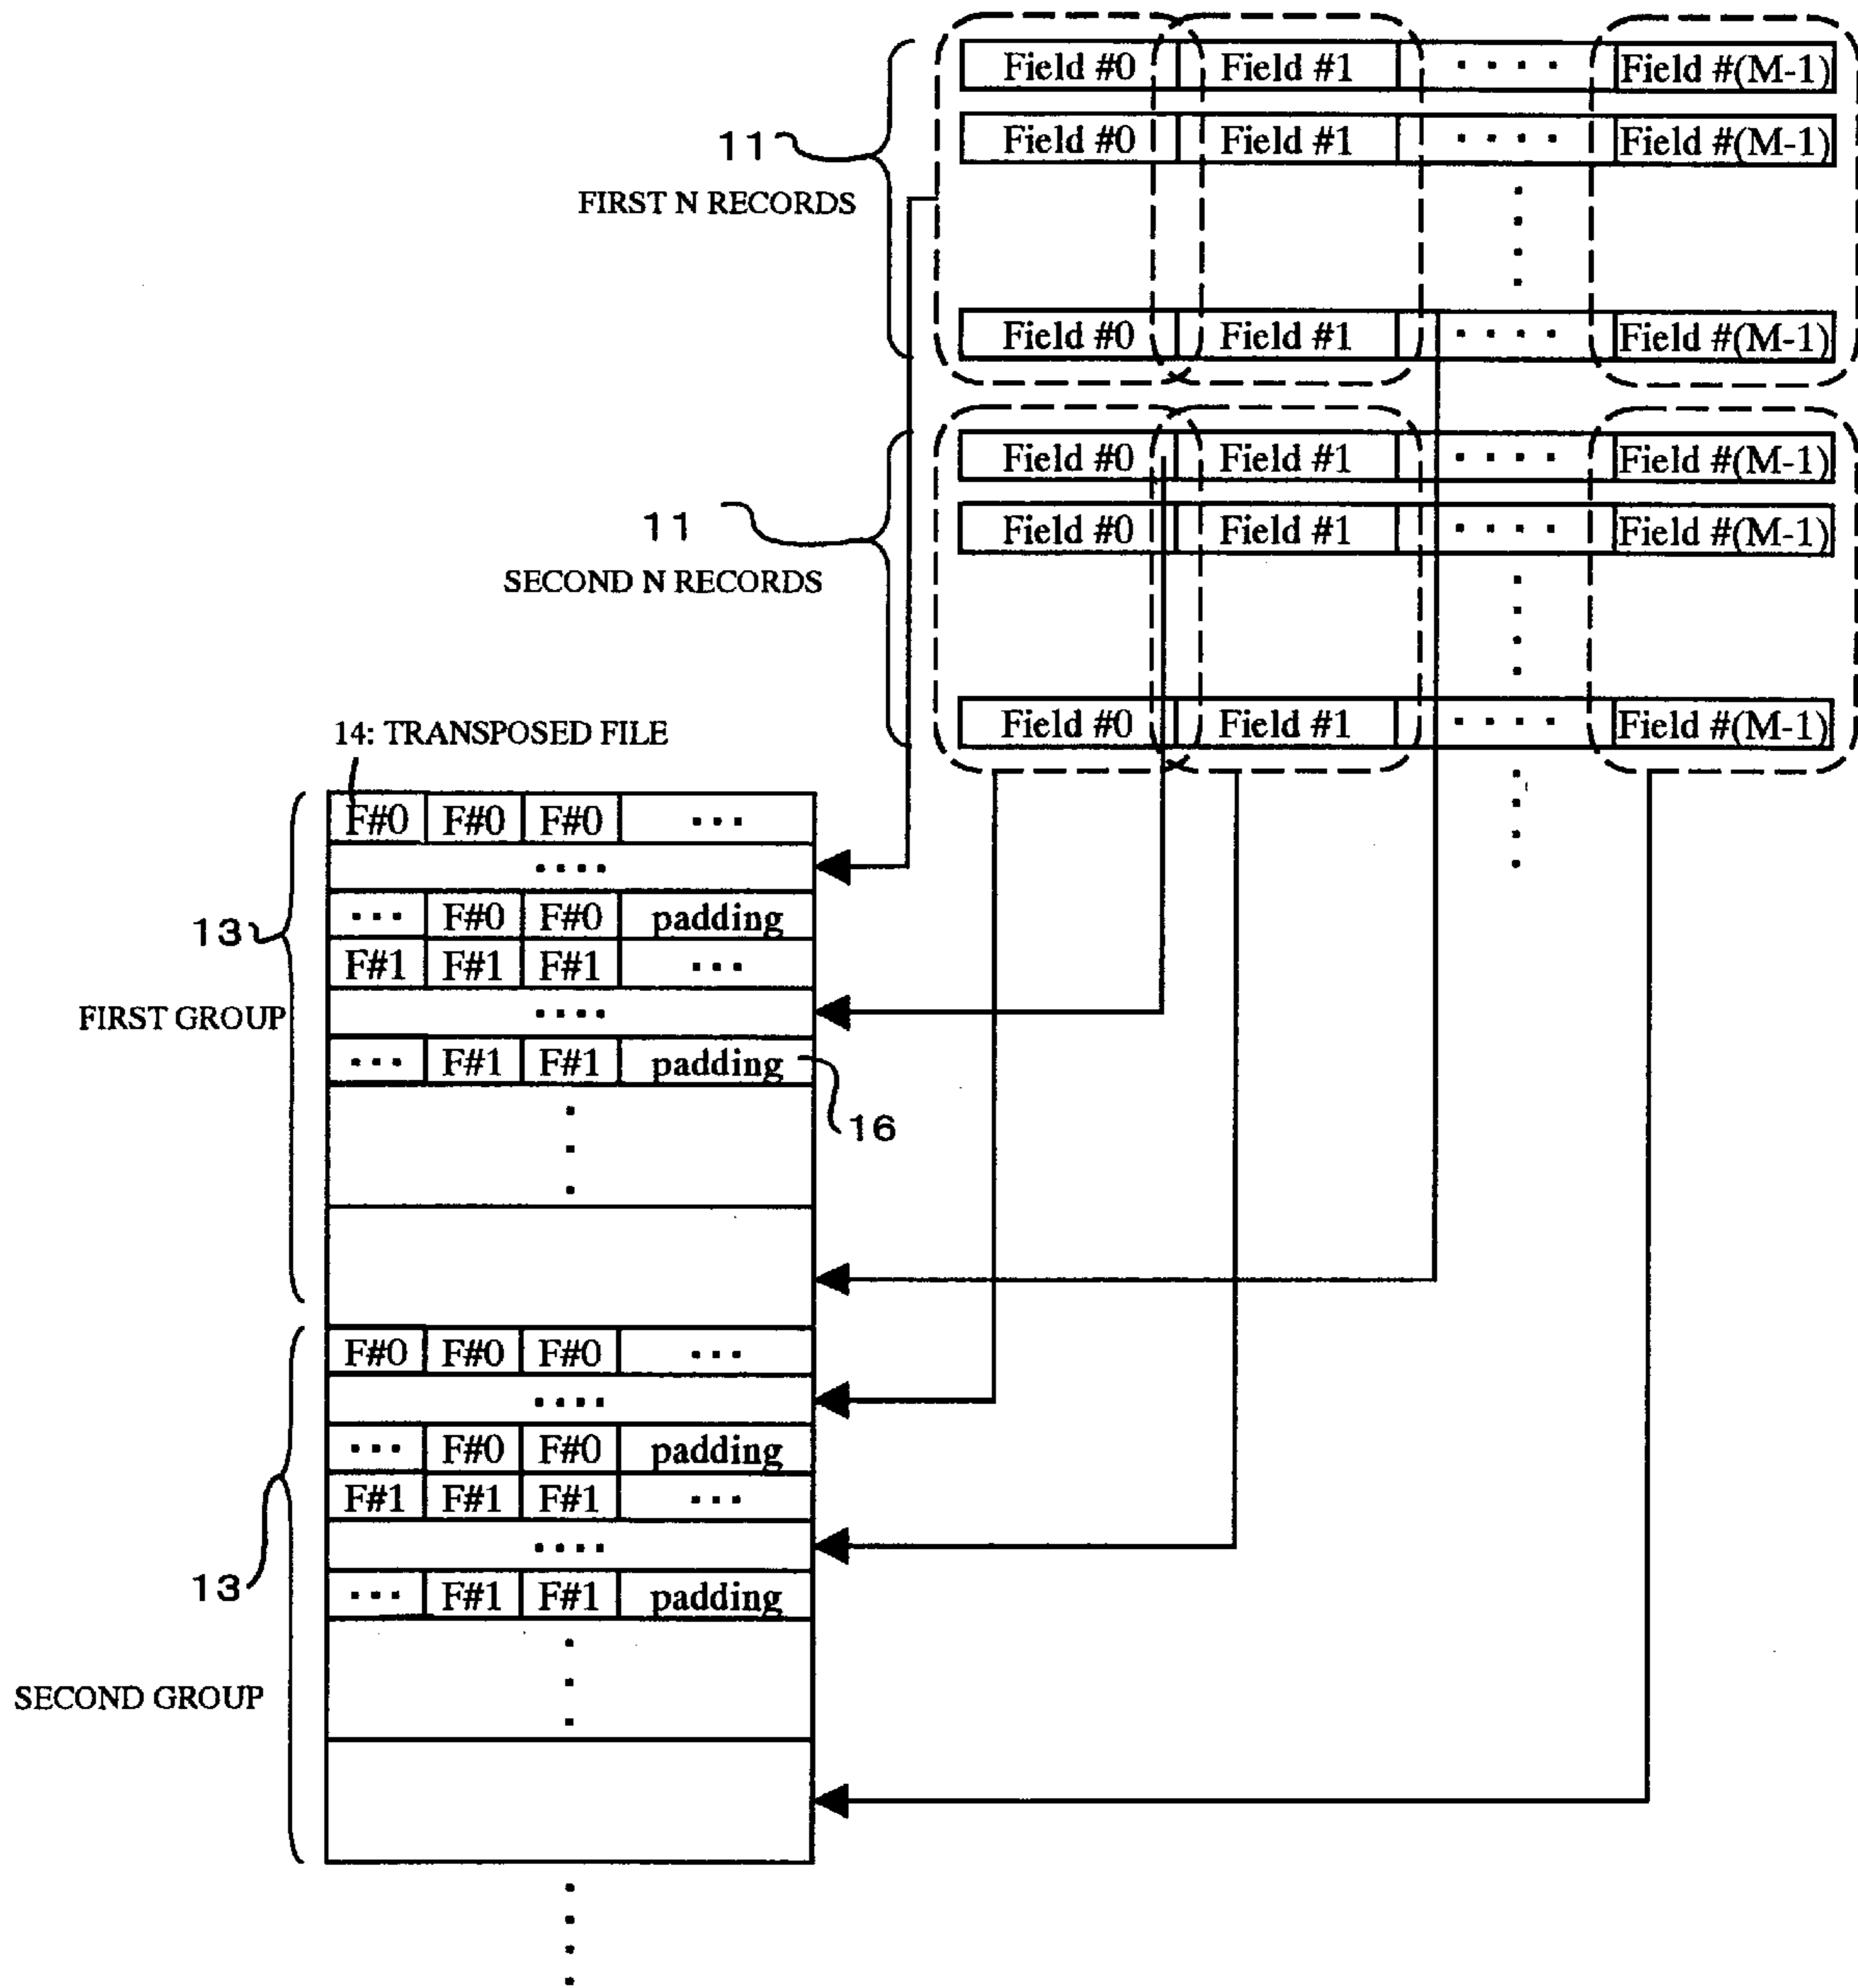 Field #0 Field #1 .... Field #(M-1)
Field #0 Field #1 .... Field #(M-1)
11
FIRST N RECORDS
Field #0 Field #1 .... Field #(M-1)
Field #0 Field #1 .... Field #(M-1)
Field #0 Field #1 .... Field #(M-1)
11
SECOND N RECORDS
Field #0 Field #1 .... Field #(M-1)
14: TRANSPOSED FILE
F#0 F#0 F#0 ...
....
... F#0 F#0 padding
13
F#1 F#1 F#1 ...
FIRST GROUP
....
... F#1 F#1 padding
16
F#0 F#0 F#0 ...
....
... F#0 F#0 padding
F#1 F#1 F#1 ...
....
13
... F#1 F#1 padding
SECOND GROUP